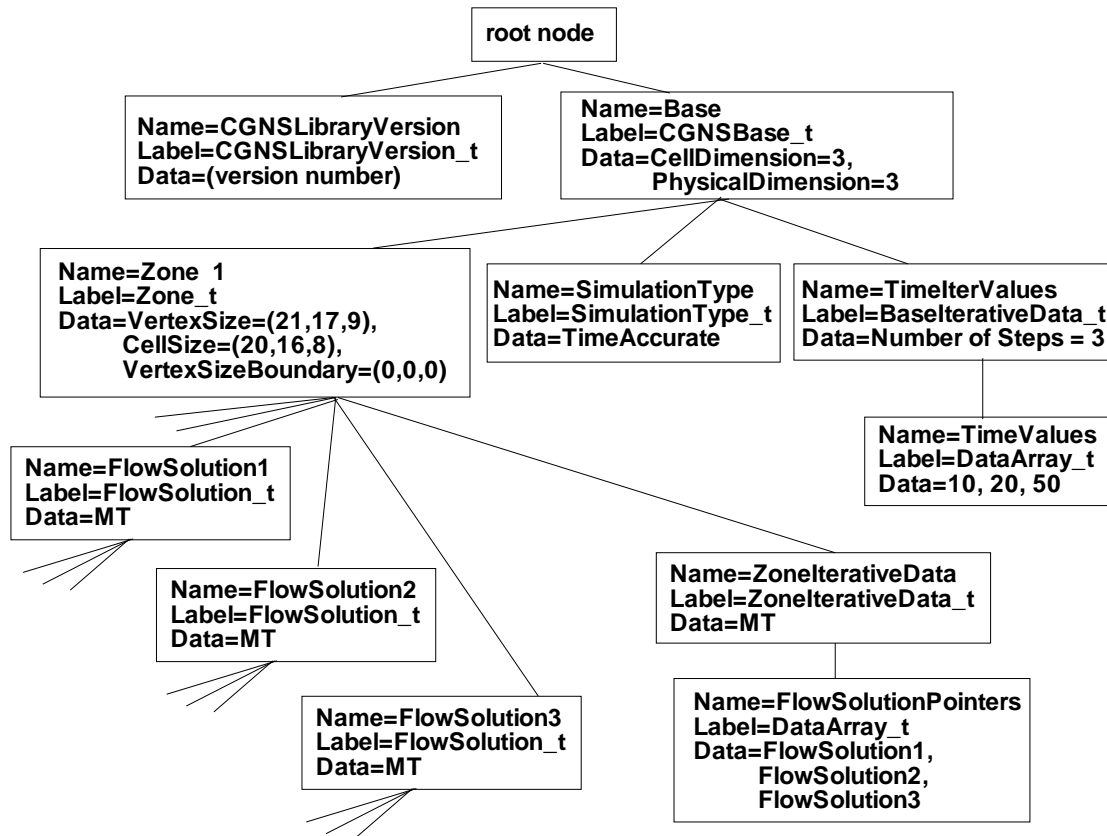 root node
Name=CGNSLibraryVersion
Label=CGNSLibraryVersion_t
Data=(version number)
Name=Base
Label=CGNSBase_t
Data=CellDimension=3,
PhysicalDimension=3
Name=Zone 1
Label=Zone_t
Data=VertexSize=(21,17,9),
CellSize=(20,16,8),
VertexSizeBoundary=(0,0,0)
Name=SimulationType
Label=SimulationType_t
Data=TimeAccurate
Name=TimeIterValues
Label=BaseIterativeData_t
Data=Number of Steps = 3
Name=TimeValues
Label=DataArray_t
Data=10, 20, 50
Name=FlowSolution1
Label=FlowSolution_t
Data=MT
Name=FlowSolution2
Label=FlowSolution_t
Data=MT
Name=FlowSolution3
Label=FlowSolution_t
Data=MT
Name=ZoneIterativeData
Label=ZoneIterativeData_t
Data=MT
Name=FlowSolutionPointers
Label=DataArray_t
Data=FlowSolution1,
FlowSolution2,
FlowSolution3